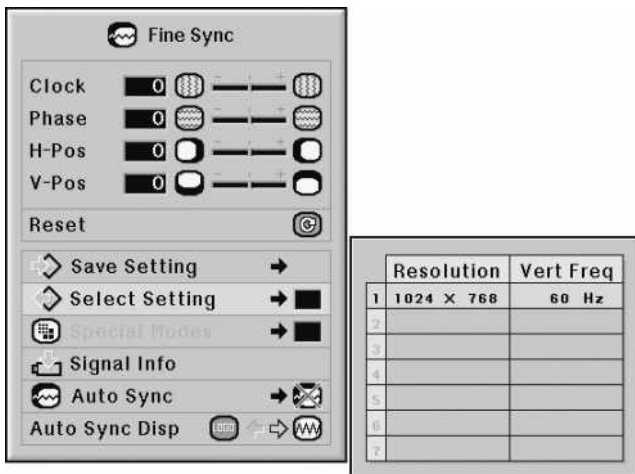 Fine Sync
Clock 0
Phase 0
H-Pos 0
V-Pos 0
Reset
Save Setting
Select Setting
Special Modes
Signal Info
Auto Sync
Auto Sync Disp
Resolution Vert Freq
1 1024 × 768 60 Hz
2
3
4
5
6
7